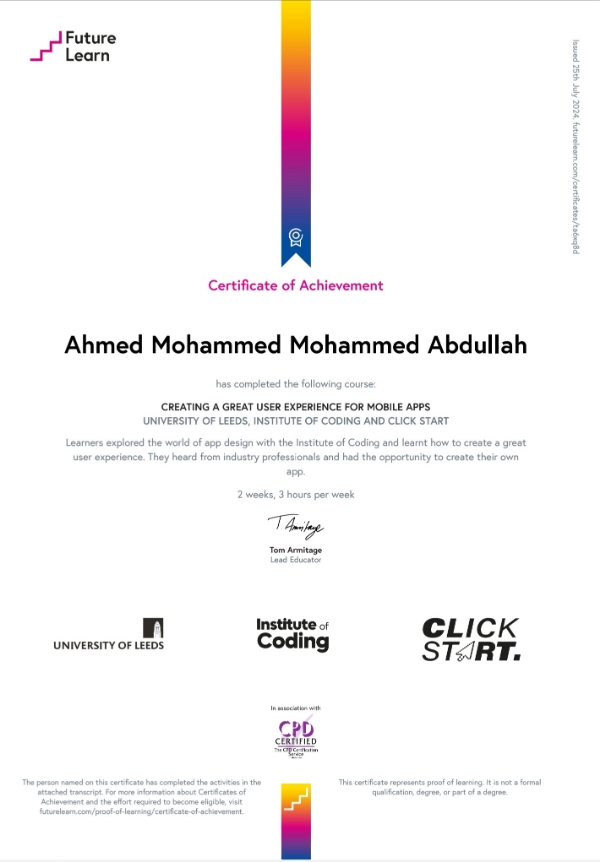 Future
Learn
Issued 25th July 2024. futurelearn.com/certificates/ta6xq8d
Certificate of Achievement
Ahmed Mohammed Mohammed Abdullah
has completed the following course:
CREATING A GREAT USER EXPERIENCE FOR MOBILE APPS
UNIVERSITY OF LEEDS, INSTITUTE OF CODING AND CLICK START
Learners explored the world of app design with the Institute of Coding and learnt how to create a great
user experience. They heard from industry professionals and had the opportunity to create their own
app.
2 weeks, 3 hours per week
T. Armitage
Tom Armitage
Lead Educator
UNIVERSITY OF LEEDS
Institute of
Coding
CLICK
START.
In association with
CPD
CERTIFIED
The CPD Certification
Service
The person named on this certificate has completed the activities in the
attached transcript. For more information about Certificates of
Achievement and the effort required to become eligible, visit
futurelearn.com/proof-of-learning/certificate-of-achievement.
This certificate represents proof of learning. It is not a formal
qualification, degree, or part of a degree.